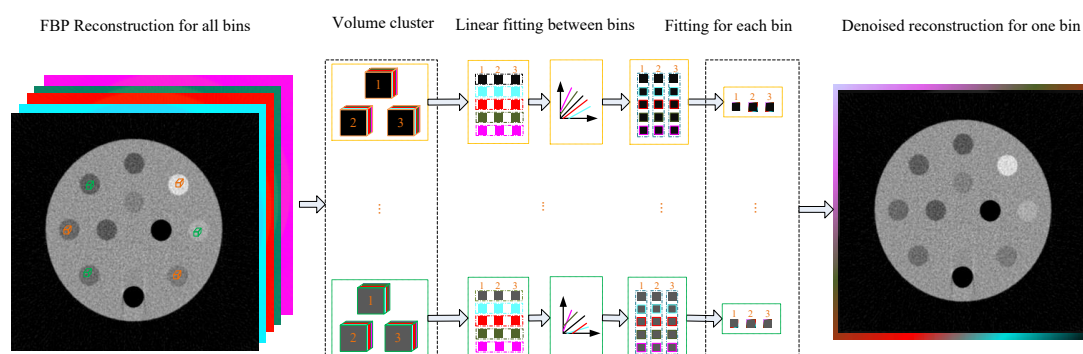 FBP Reconstruction for all bins
Volume cluster
Linear fitting between bins
Fitting for each bin
Denoised reconstruction for one bin
1
2 3
1 2 3
1 2 3
1 2 3
1
2 3
1 2 3
1 2 3
1 2 3